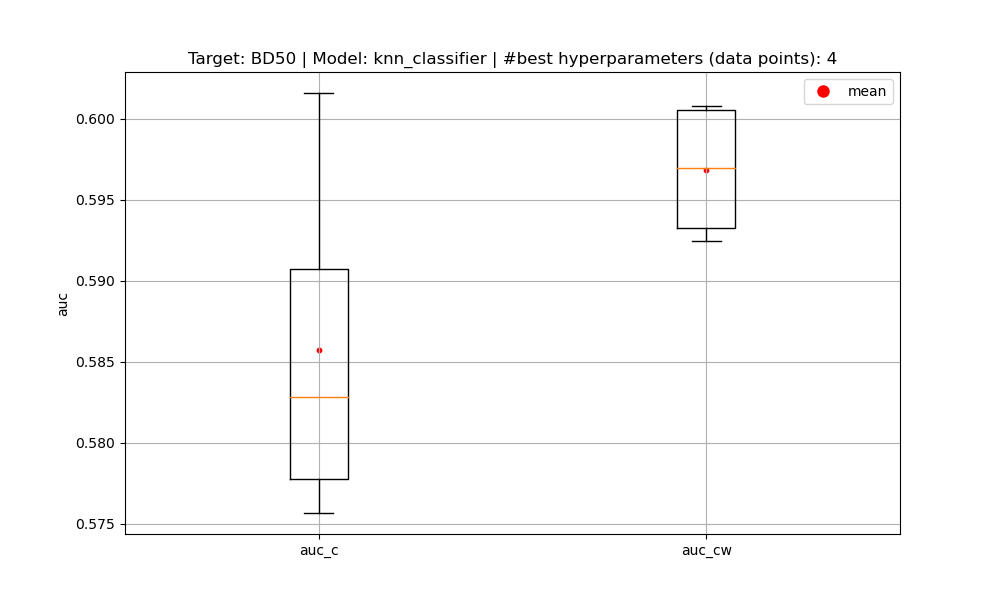 Target: BD50 | Model: knn_classifier | #best hyperparameters (data points): 4
mean
0.600
0.595
0.590
0.585
0.580
0.575
auc
auc_c
auc_cw